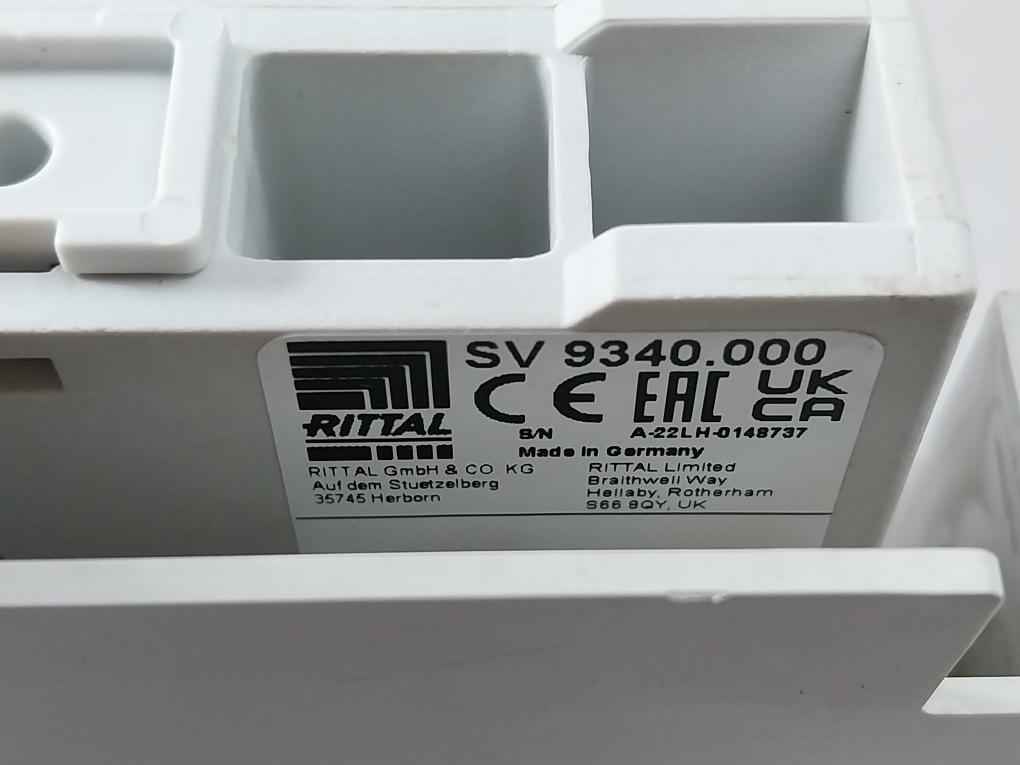 SV 9340.000
CE EAC UK CA
RITTAL
S/N A-22LH-0148737
Made in Germany
RITTAL GmbH & CO KG
Auf dem Stuetzelberg
35745 Herborn
RITTAL Limited
Braithwell Way
Hellaby, Rotherham
S66 8QY, UK